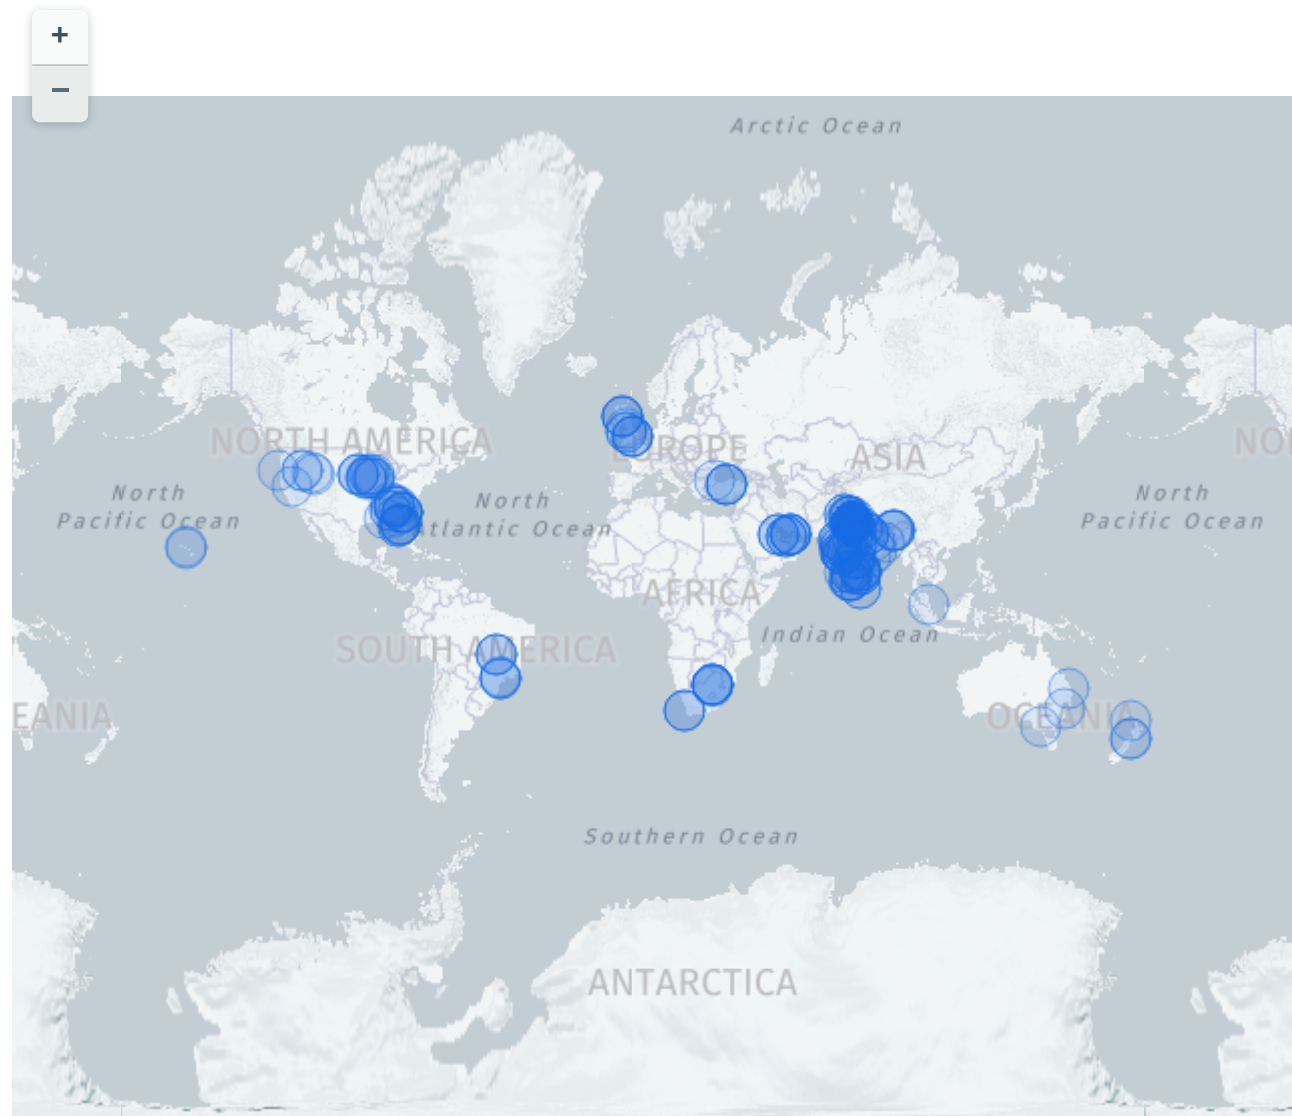 +
−
Arctic Ocean
NORTH AMERICA
EUROPE
ASIA
NO
North
Pacific Ocean
North
Atlantic Ocean
North
Pacific Ocean
AFRICA
Indian Ocean
SOUTH AMERICA
EANIA
OCEANIA
Southern Ocean
ANTARCTICA